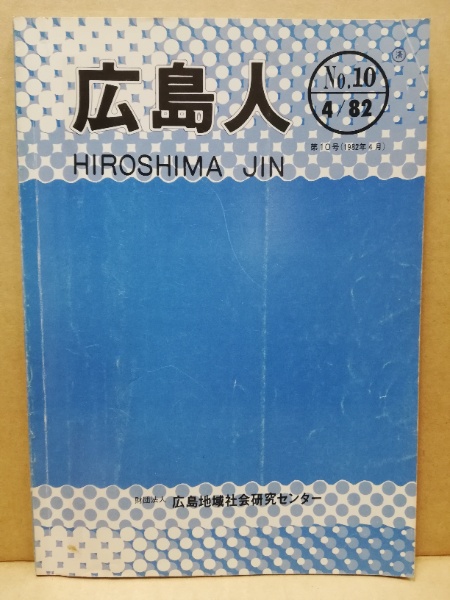 広島人
No.10
4/82
HIROSHIMA JIN
第10号(1982年4月)
財団法人 広島地域社会研究センター